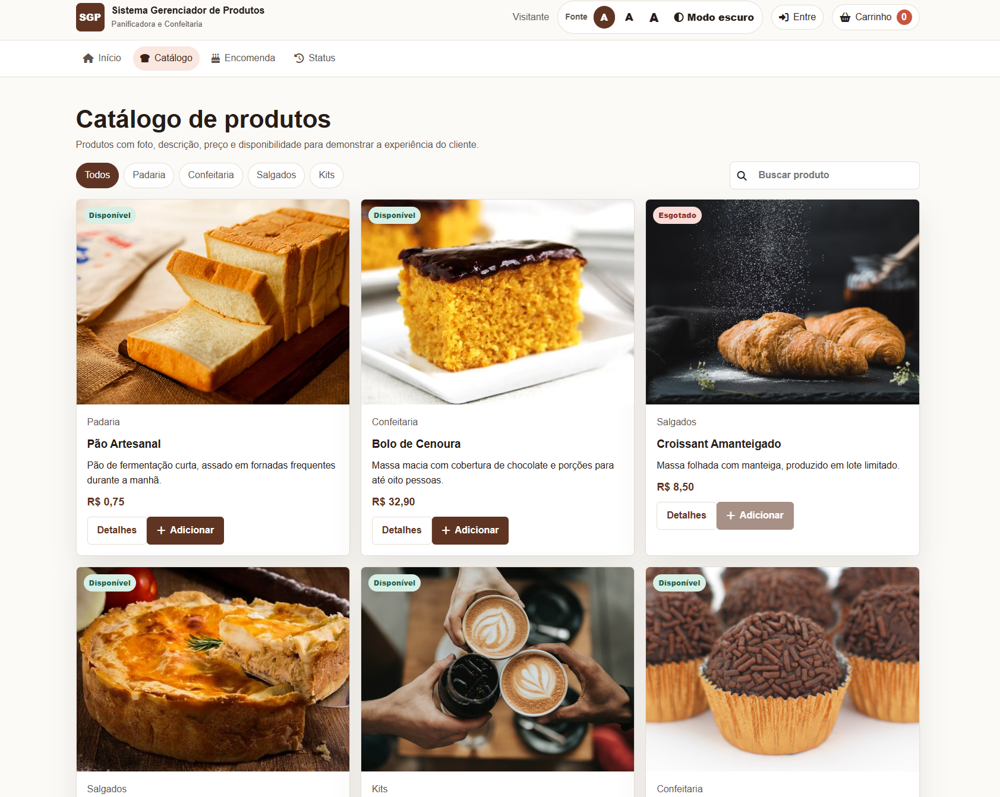 SGP
Sistema Gerenciador de Produtos
Panificadora e Confeitaria
Visitante
Fonte A A A Modo escuro
Entre
Carrinho 0
Início
Catálogo
Encomenda
Status
Catálogo de produtos
Produtos com foto, descrição, preço e disponibilidade para demonstrar a experiência do cliente.
Todos
Padaria
Confeitaria
Salgados
Kits
Buscar produto
Disponível
Padaria
Pão Artesanal
Pão de fermentação curta, assado em fornadas frequentes
durante a manhã.
R$ 0,75
Detalhes
+ Adicionar
Disponível
Confeitaria
Bolo de Cenoura
Massa macia com cobertura de chocolate e porções para
até oito pessoas.
R$ 32,90
Detalhes
+ Adicionar
Esgotado
Salgados
Croissant Amanteigado
Massa folhada com manteiga, produzido em lote limitado.
R$ 8,50
Detalhes
+ Adicionar
Disponível
Salgados
Disponível
Kits
Disponível
Confeitaria